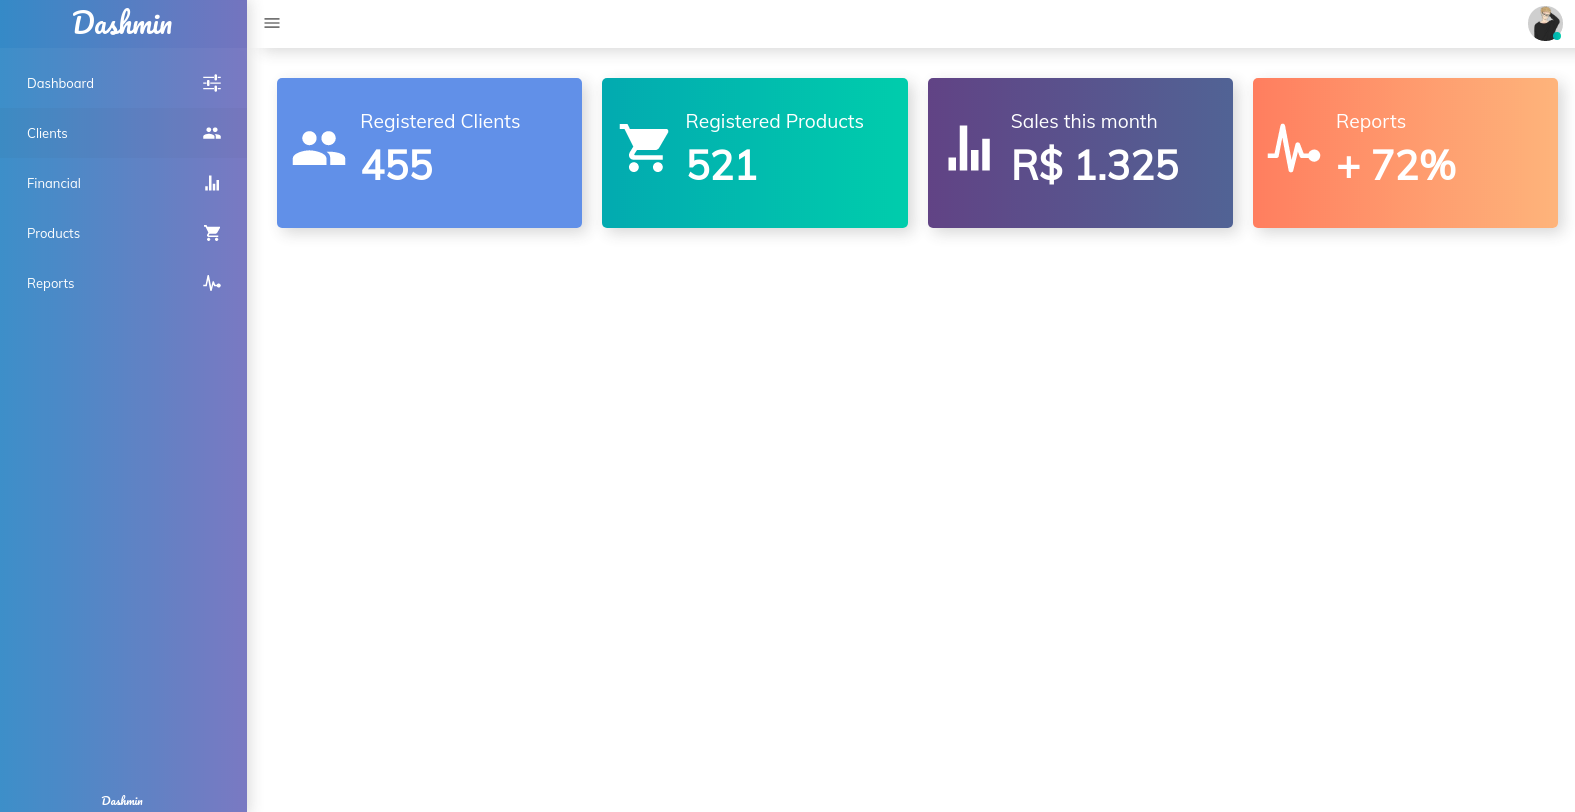 Dashmin
Dashboard
Clients
Financial
Products
Reports
Registered Clients
455
Registered Products
521
Sales this month
R$ 1.325
Reports
+ 72%
Dashmin